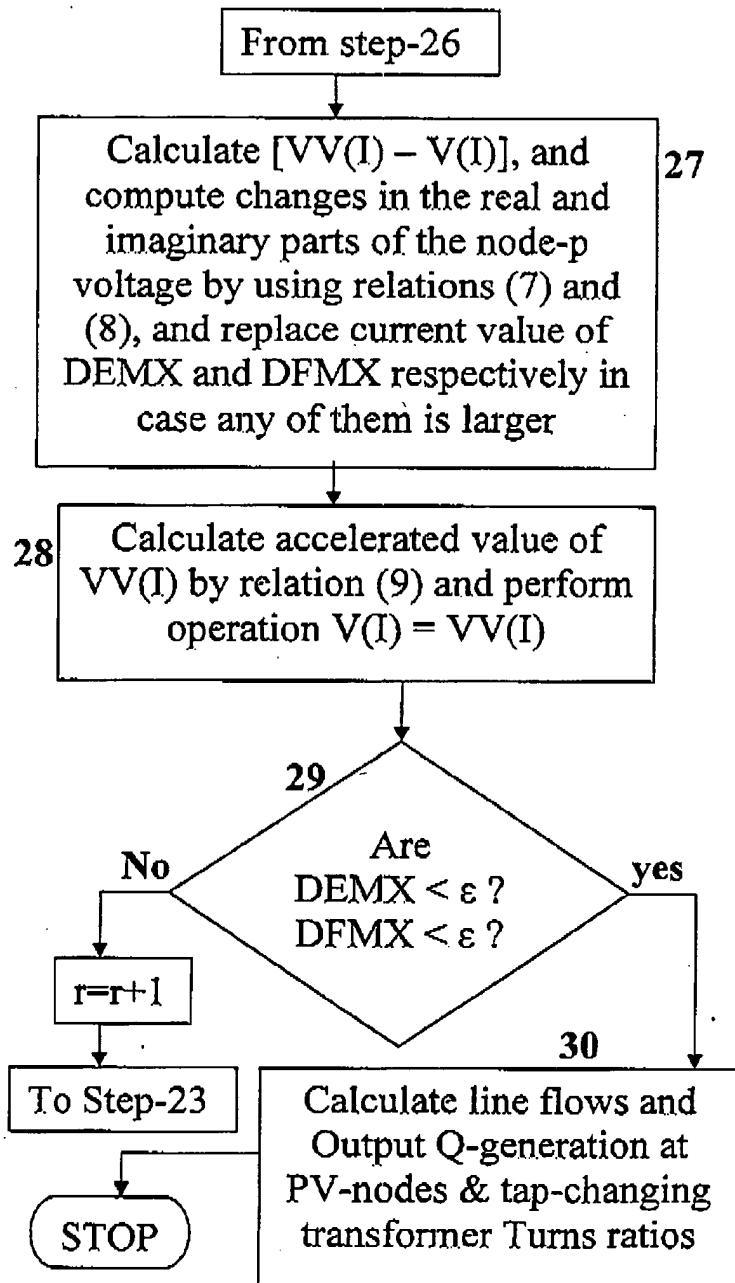 From step-26
Calculate [VV(I) – V(I)], and
compute changes in the real and
imaginary parts of the node-p
voltage by using relations (7) and
(8), and replace current value of
DEMX and DFMX respectively in
case any of them is larger
27
28
Calculate accelerated value of
VV(I) by relation (9) and perform
operation V(I) = VV(I)
29
Are
DEMX < ε ?
DFMX < ε ?
No
yes
r=r+1
To Step-23
30
Calculate line flows and
Output Q-generation at
PV-nodes & tap-changing
transformer Turns ratios
STOP